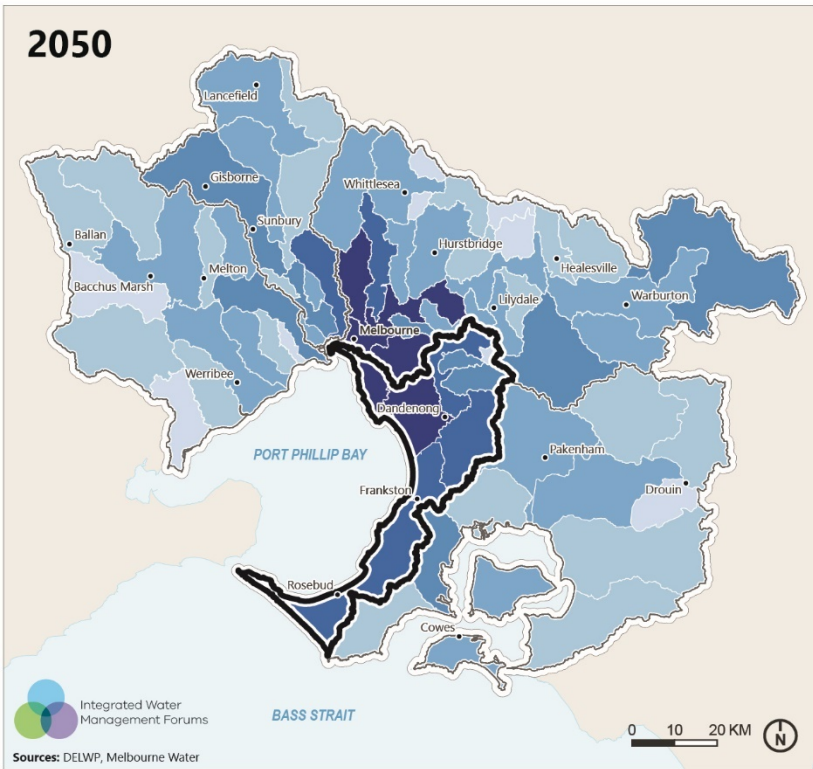 2050
Lancefield
Gisborne
Whittlesea
Sunbury
Ballan
Hurstbridge
Healesville
Bacchus Marsh
Melton
Lilydale
Warburton
Melbourne
Werribee
Dandenong
PORT PHILLIP BAY
Pakenham
Frankston
Drouin
Rosebud
Cowes
Integrated Water
Management Forums
BASS STRAIT
0 10 20 KM
N
Sources: DELWP, Melbourne Water